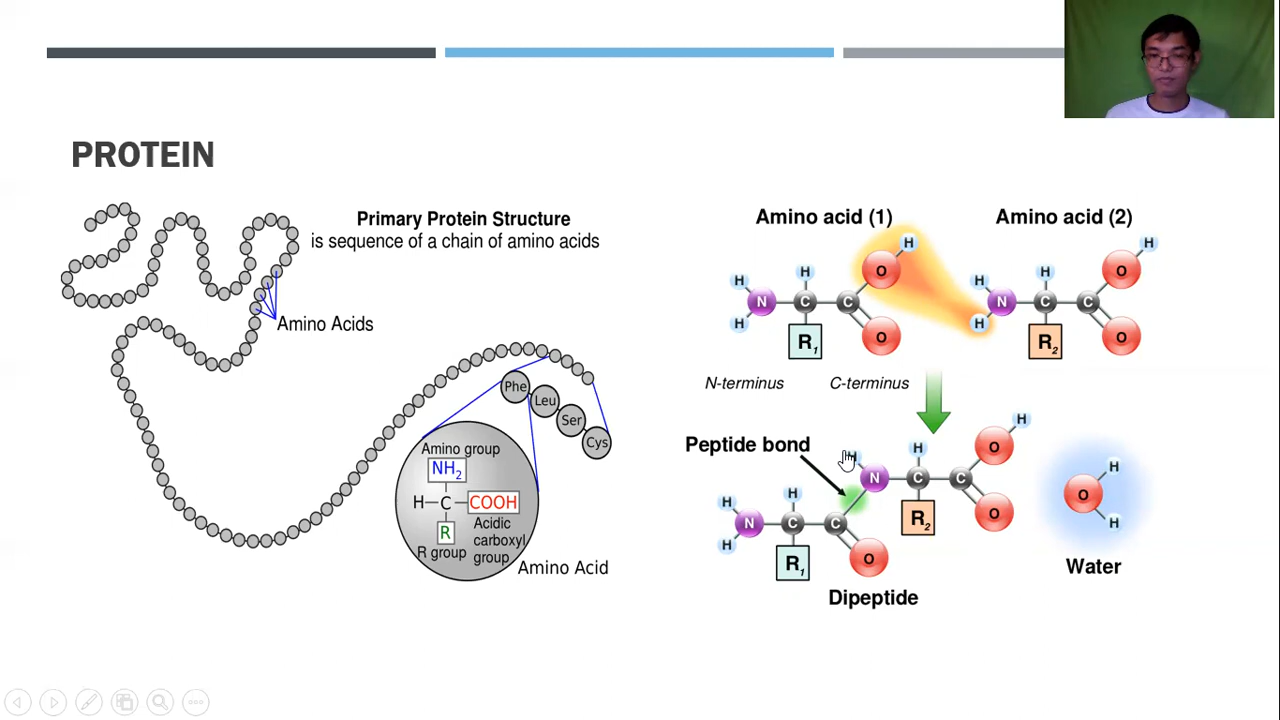 PROTEIN
Primary Protein Structure
is sequence of a chain of amino acids
Amino Acids
Phe
Leu
Ser
Cys
Amino group
NH2
H C COOH
R
Acidic
carboxyl
group
R group
Amino Acid
Amino acid (1)
Amino acid (2)
H O H H
H N C C
H R1 O
H O H H
H N C C
H R2 O
N-terminus
C-terminus
Peptide bond
H H O H
N C C
R2 O
H H
N C C
H R1 O
Dipeptide
H
O
H
Water